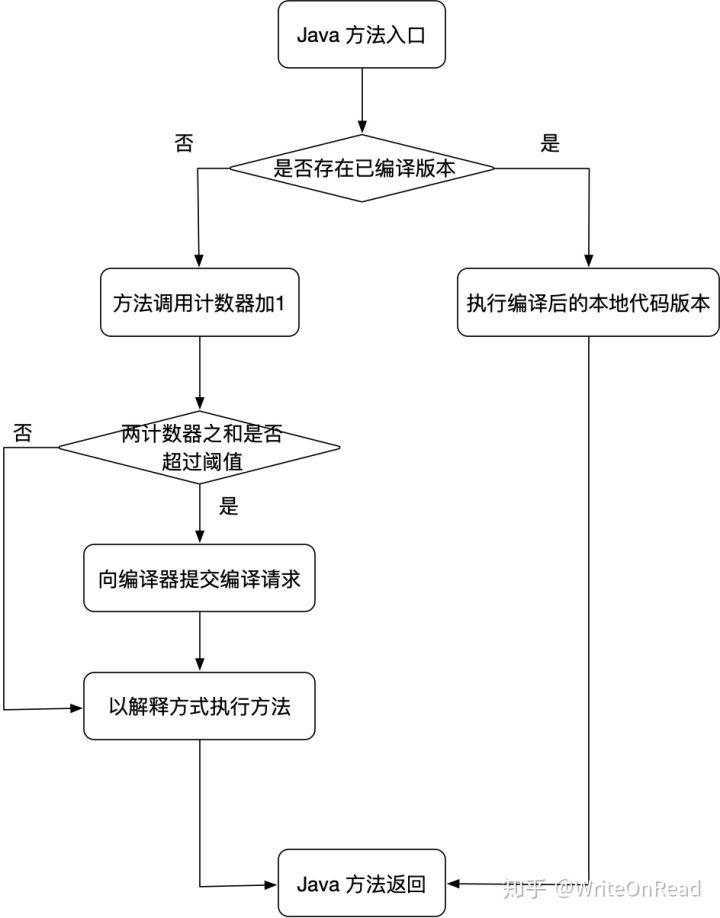 Java 方法入口
否
是
是否存在已编译版本
方法调用计数器加1
执行编译后的本地代码版本
否
两计数器之和是否
超过阈值
是
向编译器提交编译请求
以解释方式执行方法
Java 方法返回
知乎 @WriteOnRead